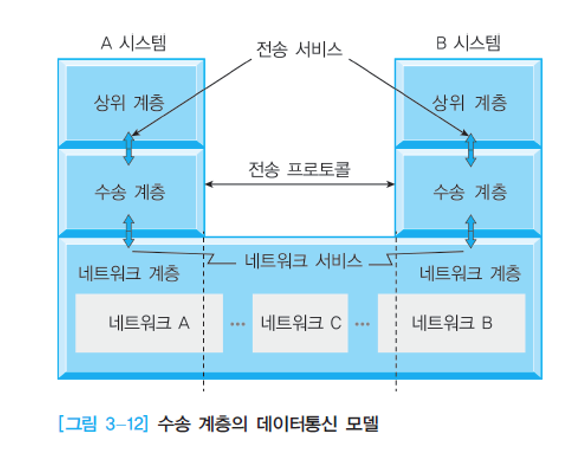 A 시스템
전송 서비스
B 시스템
상위 계층
상위 계층
수송 계층
전송 프로토콜
수송 계층
네트워크 서비스
네트워크 계층
네트워크 계층
네트워크 A
···
네트워크 C
···
네트워크 B
[그림 3-12] 수송 계층의 데이터통신 모델